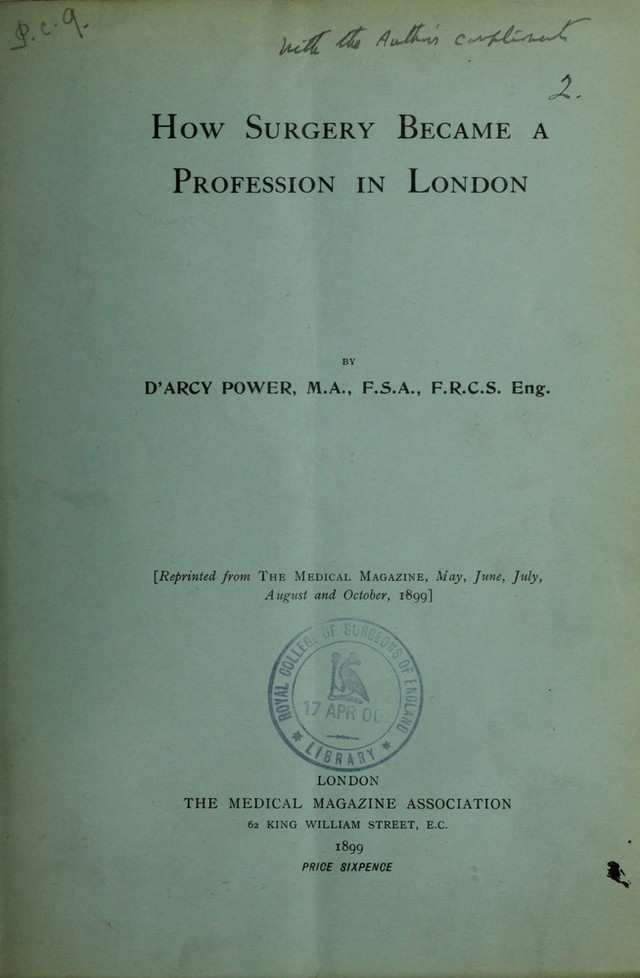 P.c.9.
with the Author's compliments
2.
HOW SURGERY BECAME A
PROFESSION IN LONDON
BY
D'ARCY POWER, M.A., F.S.A., F.R.C.S. Eng.
[Reprinted from THE MEDICAL MAGAZINE, May, June, July,
August and October, 1899]
ROYAL COLLEGE OF SURGEONS OF ENGLAND
17 APR 00
* LIBRARY *
LONDON
THE MEDICAL MAGAZINE ASSOCIATION
62 KING WILLIAM STREET, E.C.
1899
PRICE SIXPENCE